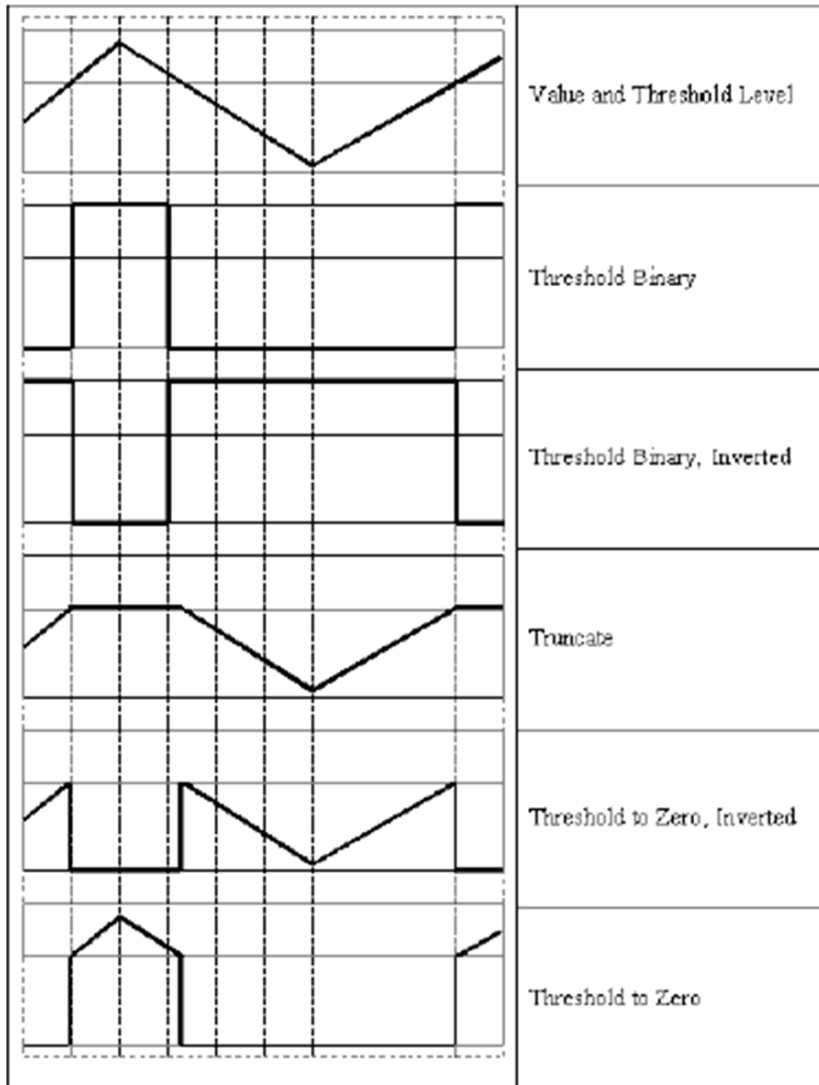 Value and Threshold Level
Threshold Binary
Threshold Binary, Inverted
Truncate
Threshold to Zero, Inverted
Threshold to Zero